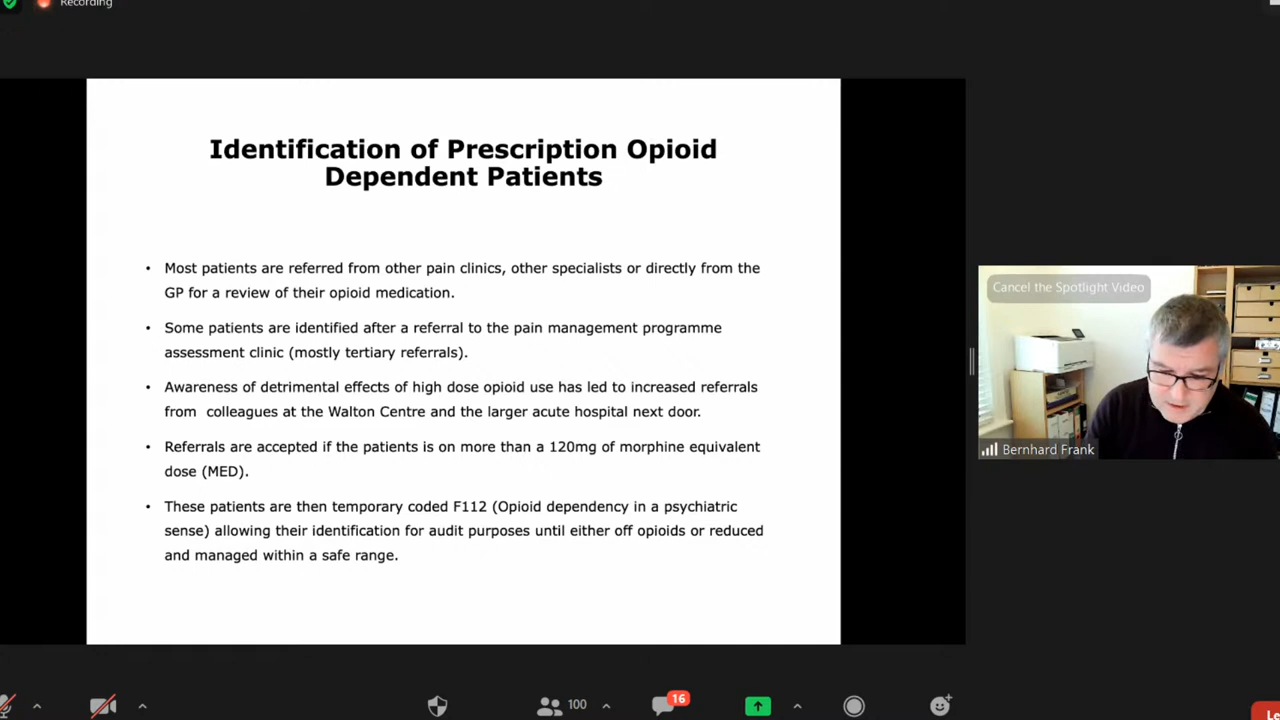 Recording
Identification of Prescription Opioid
Dependent Patients
• Most patients are referred from other pain clinics, other specialists or directly from the
GP for a review of their opioid medication.
• Some patients are identified after a referral to the pain management programme
assessment clinic (mostly tertiary referrals).
• Awareness of detrimental effects of high dose opioid use has led to increased referrals
from colleagues at the Walton Centre and the larger acute hospital next door.
• Referrals are accepted if the patients is on more than a 120mg of morphine equivalent
dose (MED).
• These patients are then temporary coded F112 (Opioid dependency in a psychiatric
sense) allowing their identification for audit purposes until either off opioids or reduced
and managed within a safe range.
Cancel the Spotlight Video
Bernhard Frank
100
16